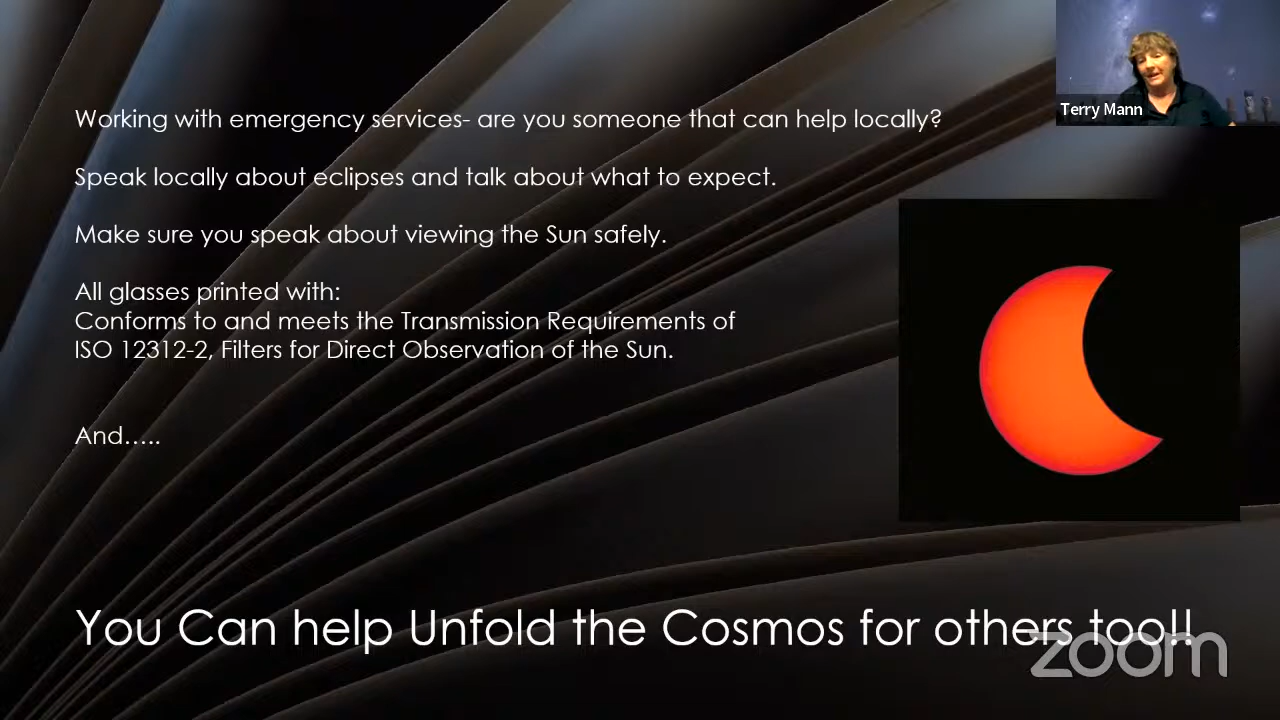 Terry Mann
Working with emergency services- are you someone that can help locally?
Speak locally about eclipses and talk about what to expect.
Make sure you speak about viewing the Sun safely.
All glasses printed with:
Conforms to and meets the Transmission Requirements of
ISO 12312-2, Filters for Direct Observation of the Sun.
And…..
You Can help Unfold the Cosmos for others too!!
zoom